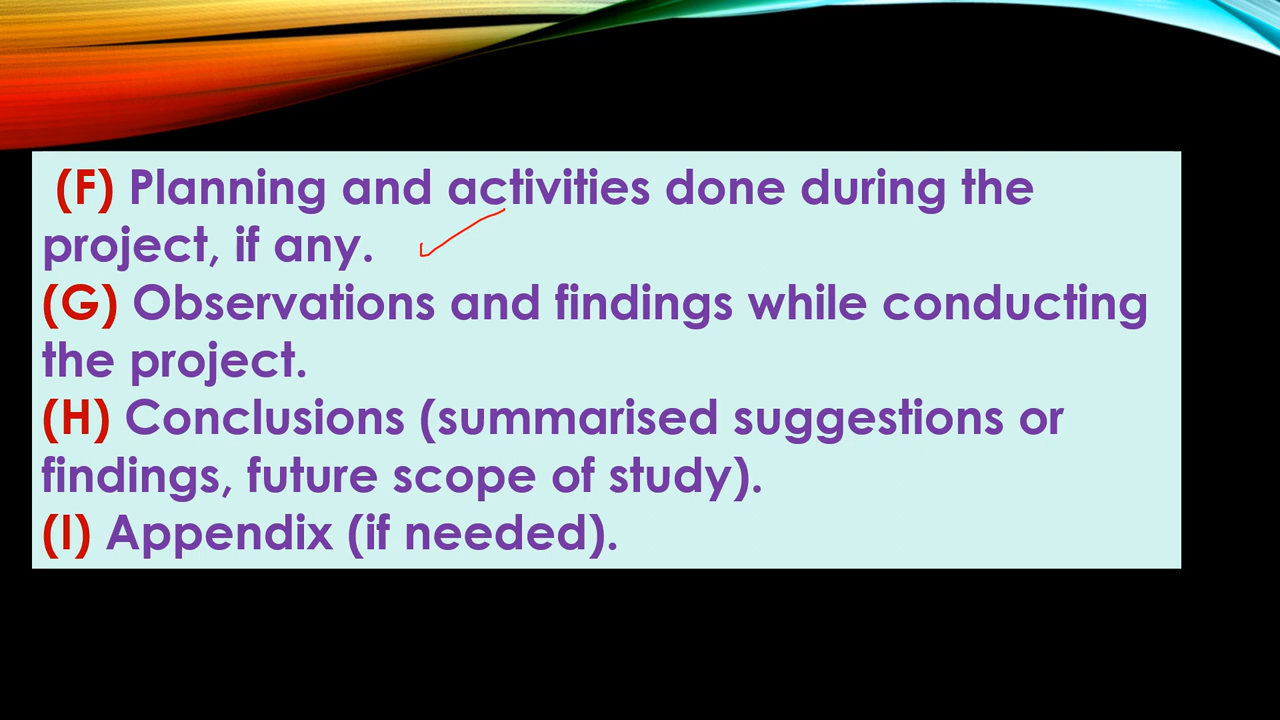 (F) Planning and activities done during the
project, if any.
(G) Observations and findings while conducting
the project.
(H) Conclusions (summarised suggestions or
findings, future scope of study).
(I) Appendix (if needed).